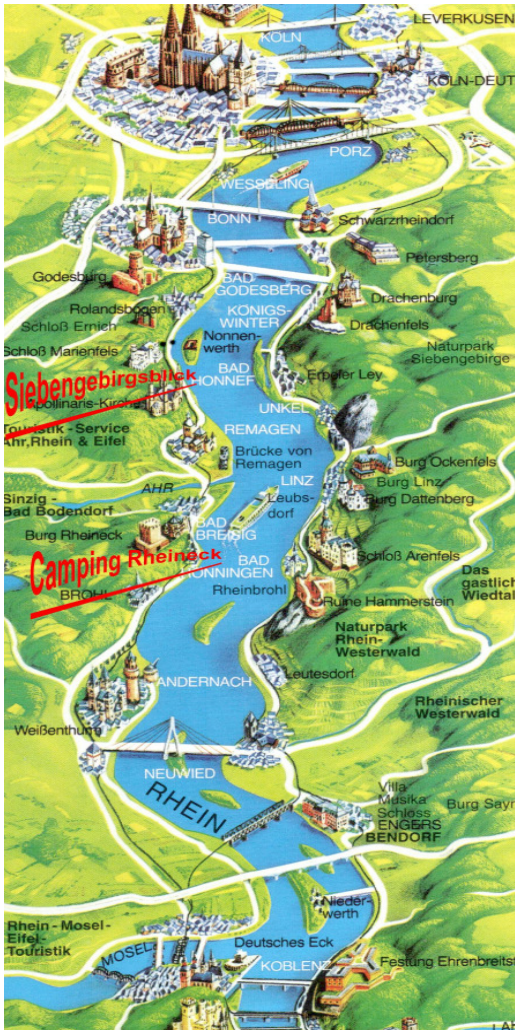 LEVERKUSEN
KÖLN
KÖLN-DEUT
PORZ
WESSELING
BONN
Schwarzrheindorf
Petersberg
Godesburg
BAD
GODESBERG
Drachenburg
Rolandsbogen
KÖNIGS-
WINTER
Schloß Ernich
Drachenfels
Nonnen-
werth
Naturpark
Siebengebirge
Schloß Marienfels
BAD
HONNEF
Erpeler Ley
Siebengebirgsblick
Apollinaris-Kirche
UNKEL
Touristik - Service
Ahr, Rhein & Eifel
REMAGEN
Brücke von
Remagen
Burg Ockenfels
Burg Linz
LINZ
AHR
Leubs-
dorf
Burg Dattenberg
Sinzig -
Bad Bodendorf
BAD
BREISIG
Burg Rheineck
Schloß Arenfels
Camping Rheineck
BAD
HÖNNINGEN
Das
gastlich
Wiedtal
BROHL
Rheinbrohl
Ruine Hammerstein
Naturpark
Rhein-
Westerwald
Leutesdorf
ANDERNACH
Rheinischer
Westerwald
Weißenthurm
NEUWIED
RHEIN
Villa
Musika
Schloss
ENGERS
BENDORF
Burg Sayn
Nieder-
werth
Rhein - Mosel -
Eifel -
Touristik
MOSEL
Deutsches Eck
KOBLENZ
Festung Ehrenbreitst